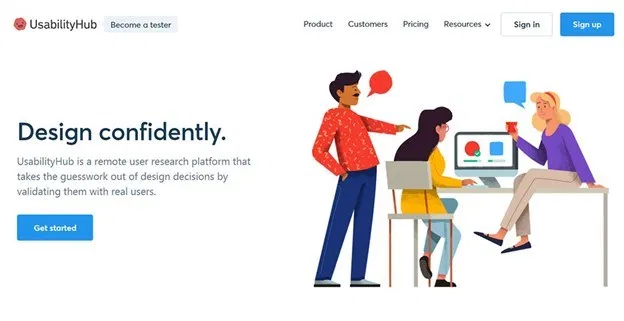 UsabilityHub
Become a tester
Product
Customers
Pricing
Resources
Sign in
Sign up
Design confidently.
UsabilityHub is a remote user research platform that
takes the guesswork out of design decisions by
validating them with real users.
Get started